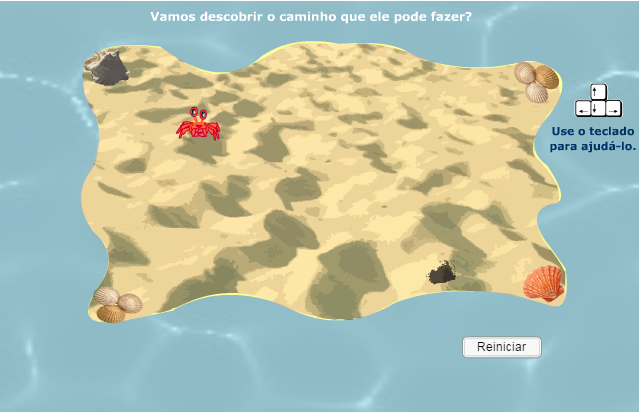 Vamos descobrir o caminho que ele pode fazer?
Use o teclado
para ajudá-lo.
Reiniciar